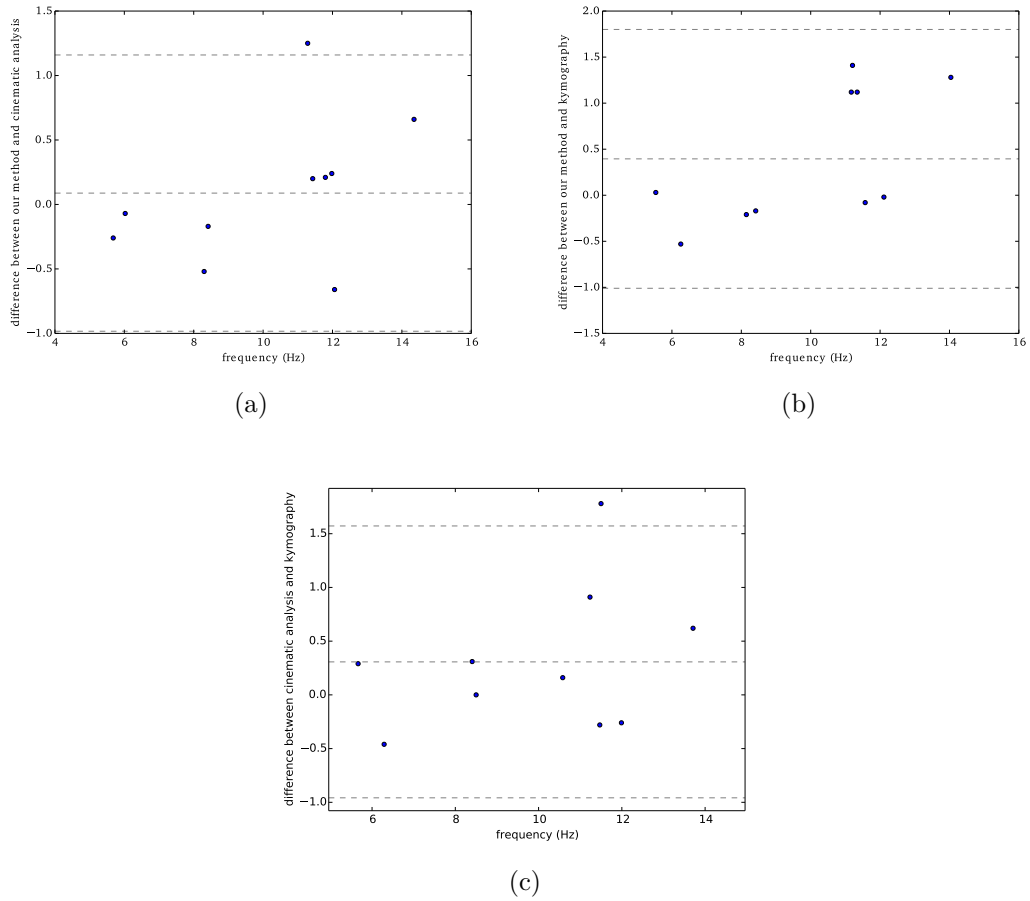 difference between our method and cinematic analysis
1.5
1.0
0.5
0.0
−0.5
−1.0
4 6 8 10 12 14 16
frequency (Hz)
(a)
difference between our method and kymography
2.0
1.5
1.0
0.5
0.0
−0.5
−1.0
−1.5
4 6 8 10 12 14 16
frequency (Hz)
(b)
difference between cinematic analysis and kymography
1.5
1.0
0.5
0.0
−0.5
−1.0
6 8 10 12 14
frequency (Hz)
(c)